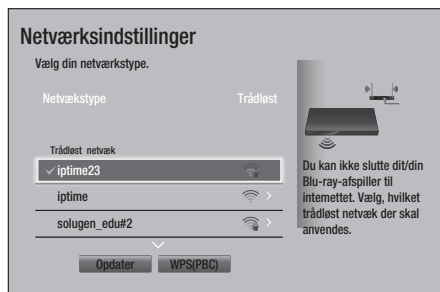 Netværksindstillinger
Vælg din netværkstype.
Netvækstype Trådløst
Trådløst netvæk
iptime23
iptime
solugen_edu#2
Opdater WPS(PBC)
Du kan ikke slutte dit/din
Blu-ray-afspiller til
internettet. Vælg, hvilket
trådløst netvæk der skal
anvendes.